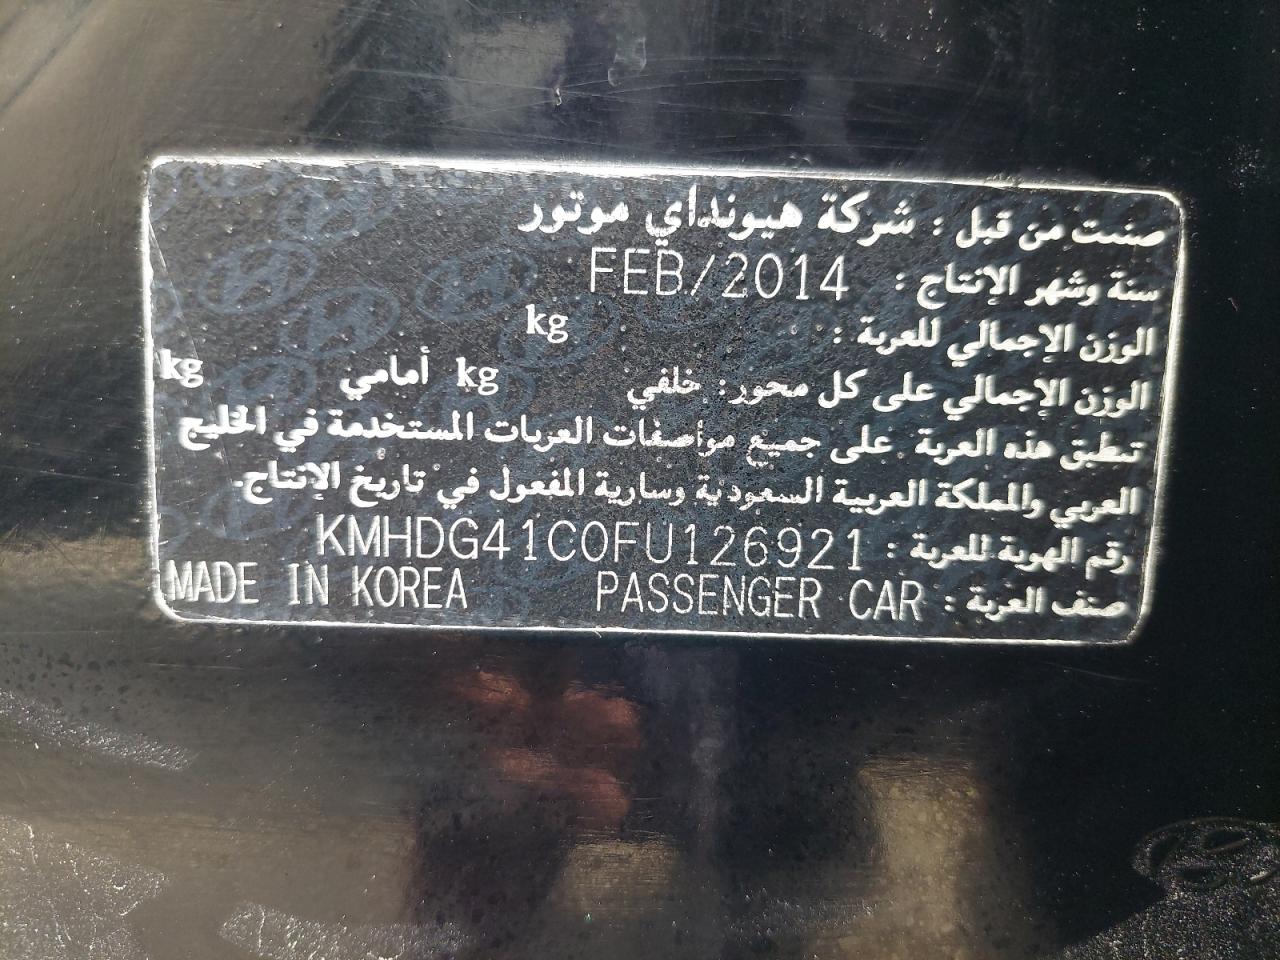 صنعت من قبل : شركة هيونداي موتور
سنة وشهر الإنتاج : FEB/2014
الوزن الإجمالي للعربة : kg
الوزن الإجمالي على كل محور: خلفي kg أمامي kg
تنطبق هذه العربة على جميع مواصفات العربات المستخدمة في الخليج
العربي والمملكة العربية السعودية وسارية المفعول في تاريخ الإنتاج.
رقم الهوية للعربة : KMHDG41C0FU126921
صنف العربة : PASSENGER CAR MADE IN KOREA